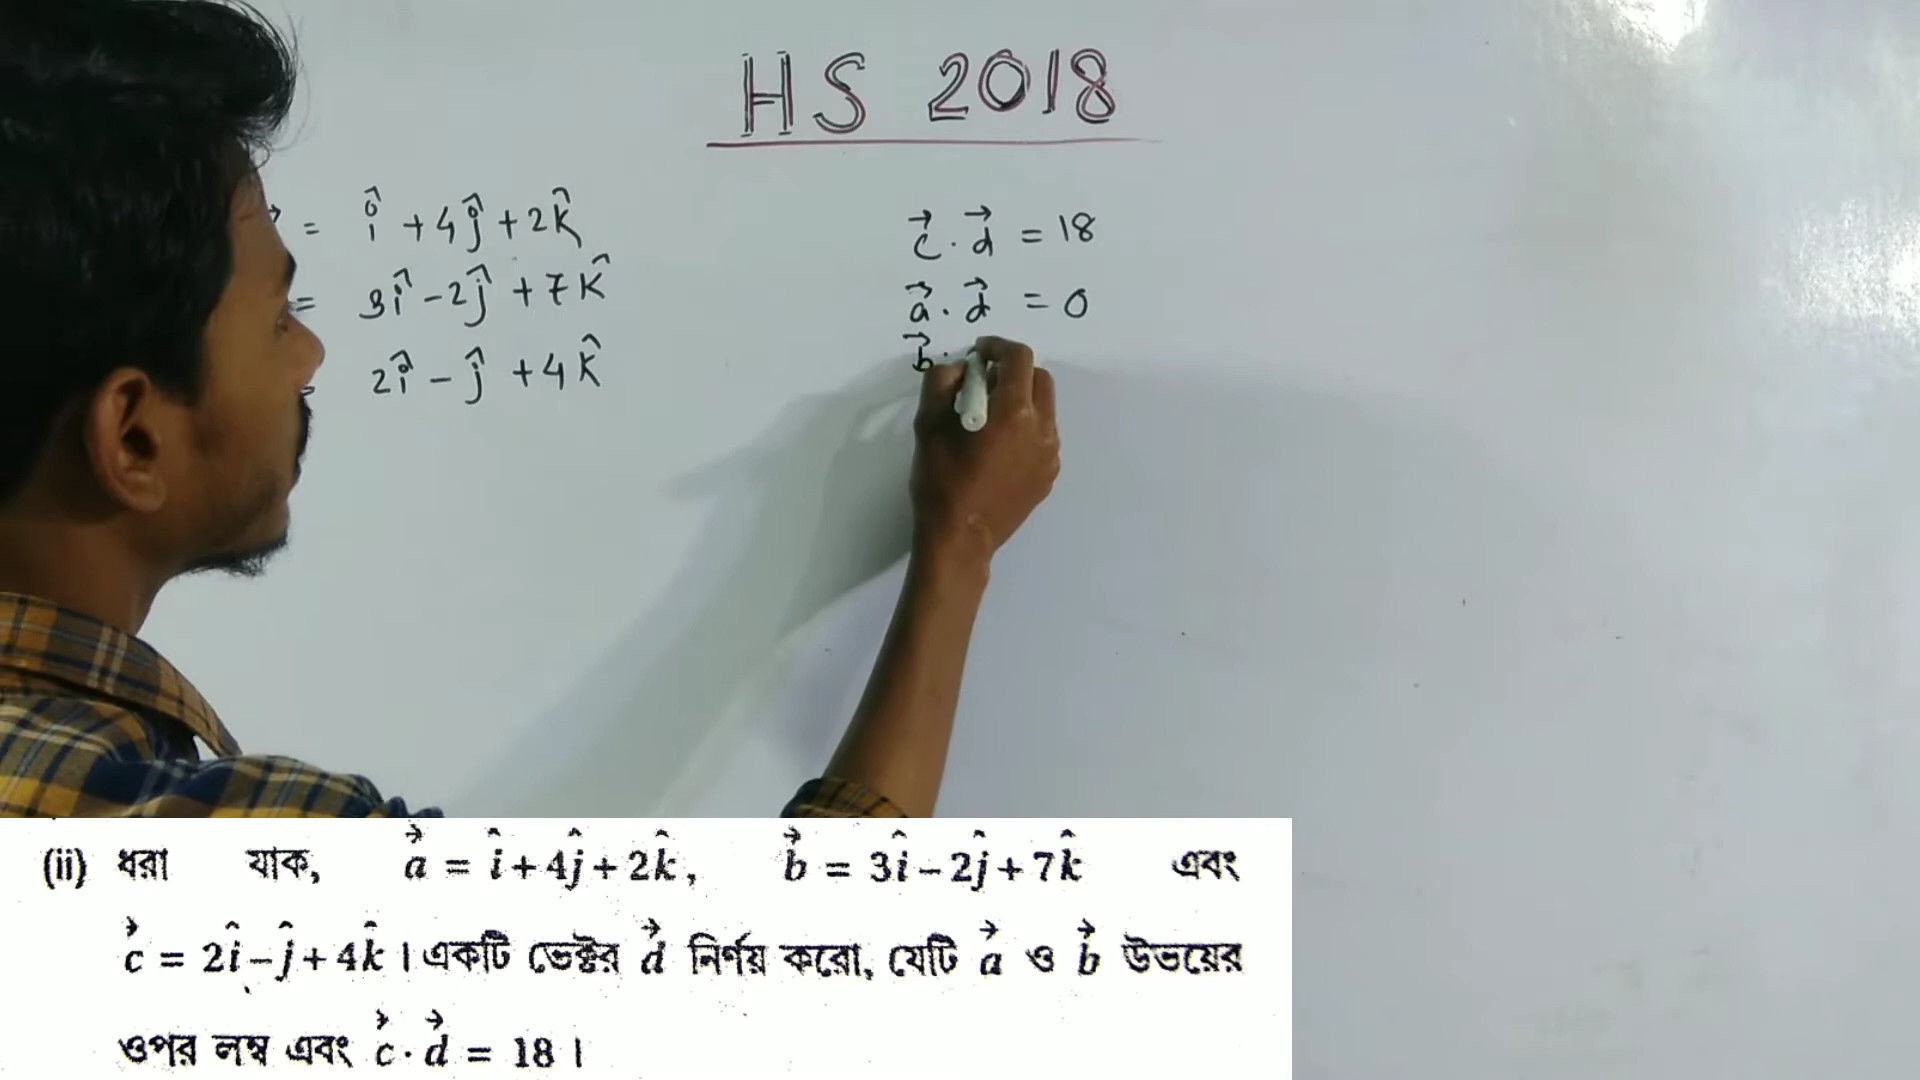 HS 2018
= î + 4ĵ + 2k̂
= 3î - 2ĵ + 7k̂
= 2î - ĵ + 4k̂
c⃗ . d⃗ = 18
a⃗ . d⃗ = 0
b⃗ .
(ii) ধরা যাক, a⃗ = î + 4ĵ + 2k̂, b⃗ = 3î - 2ĵ + 7k̂ এবং
c⃗ = 2î - ĵ + 4k̂ । একটি ভেক্টর d⃗ নির্ণয় করো, যেটি a⃗ ও b⃗ উভয়ের
ওপর লম্ব এবং c⃗ · d⃗ = 18 ।